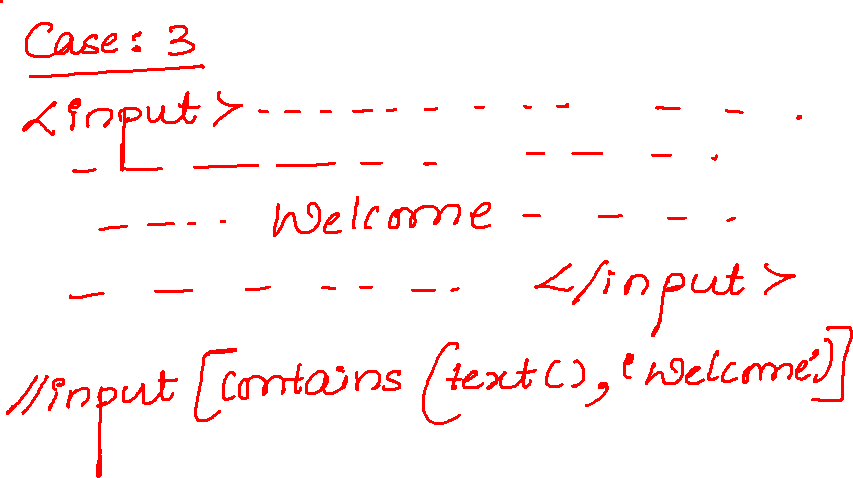 Case: 3
<input> - - - - - - - - - - - - .
- - - - - - - - - - - .
- - - - Welcome - - - - .
- - - - - - . </input>
//input [contains (text(), 'Welcome')]